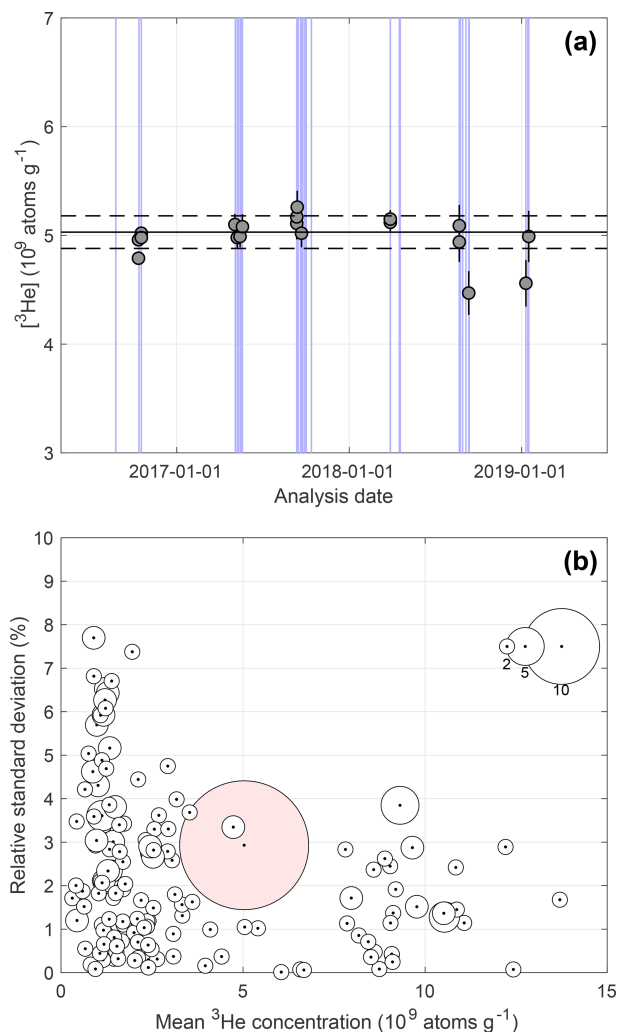 (a)
7
6
5
4
3
[³He] (10⁹ atoms g⁻¹)
2017-01-01 2018-01-01 2019-01-01
Analysis date
(b)
10
9
8
7
6
5
4
3
2
1
0
Relative standard deviation (%)
2 5 10
0 5 10 15
Mean ³He concentration (10⁹ atoms g⁻¹)